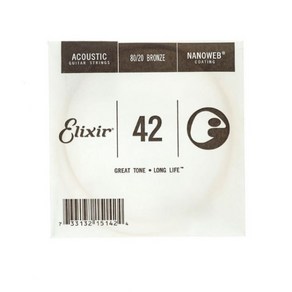 ACOUSTIC
GUITAR STRINGS
80/20 BRONZE
NANOWEB®
COATING
Elixir
42
GREAT TONE • LONG LIFE™
7 33132 15142 4